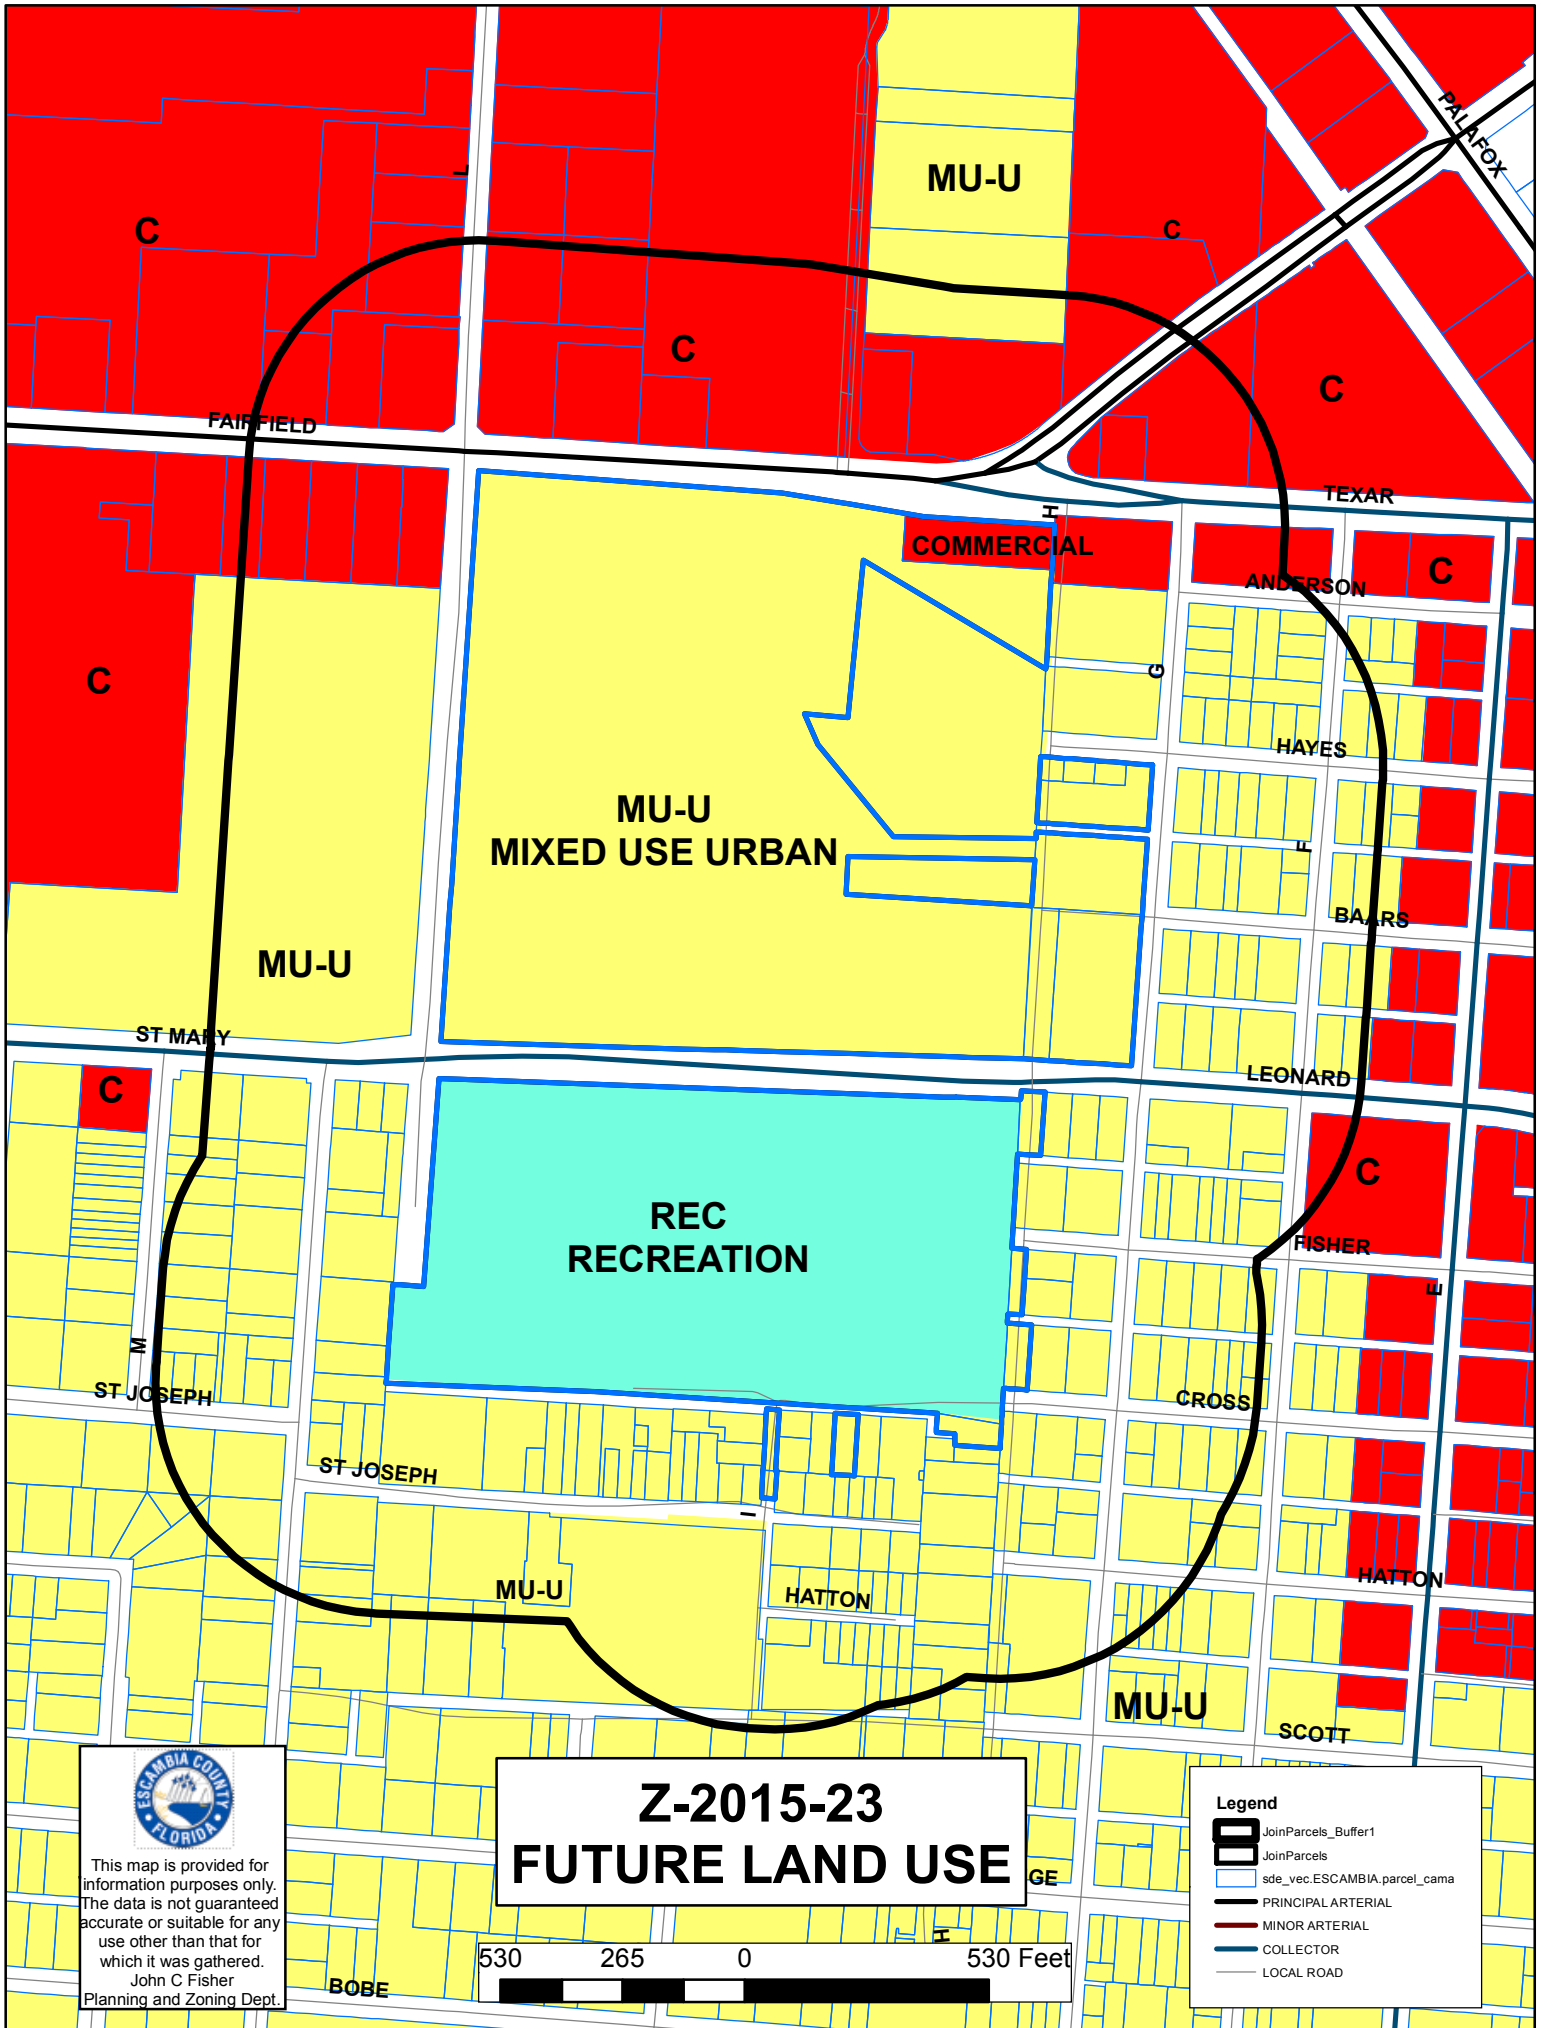 PALAFOX
L
MU-U
C
C
C
C
FAIRFIELD
TEXAR
H
COMMERCIAL
C
ANDERSON
C
G
HAYES
MU-U
MIXED USE URBAN
F
BAARS
MU-U
ST MARY
LEONARD
C
C
REC
RECREATION
FISHER
E
M
ST JOSEPH
CROSS
ST JOSEPH
I
MU-U
HATTON
HATTON
MU-U
SCOTT
ESCAMBIA COUNTY
FLORIDA
This map is provided for
information purposes only.
The data is not guaranteed
accurate or suitable for any
use other than that for
which it was gathered.
John C Fisher
Planning and Zoning Dept.
Z-2015-23
FUTURE LAND USE
GE
H
530 265 0 530 Feet
BOBE
Legend
JoinParcels_Buffer1
JoinParcels
sde_vec.ESCAMBIA.parcel_cama
PRINCIPAL ARTERIAL
MINOR ARTERIAL
COLLECTOR
LOCAL ROAD